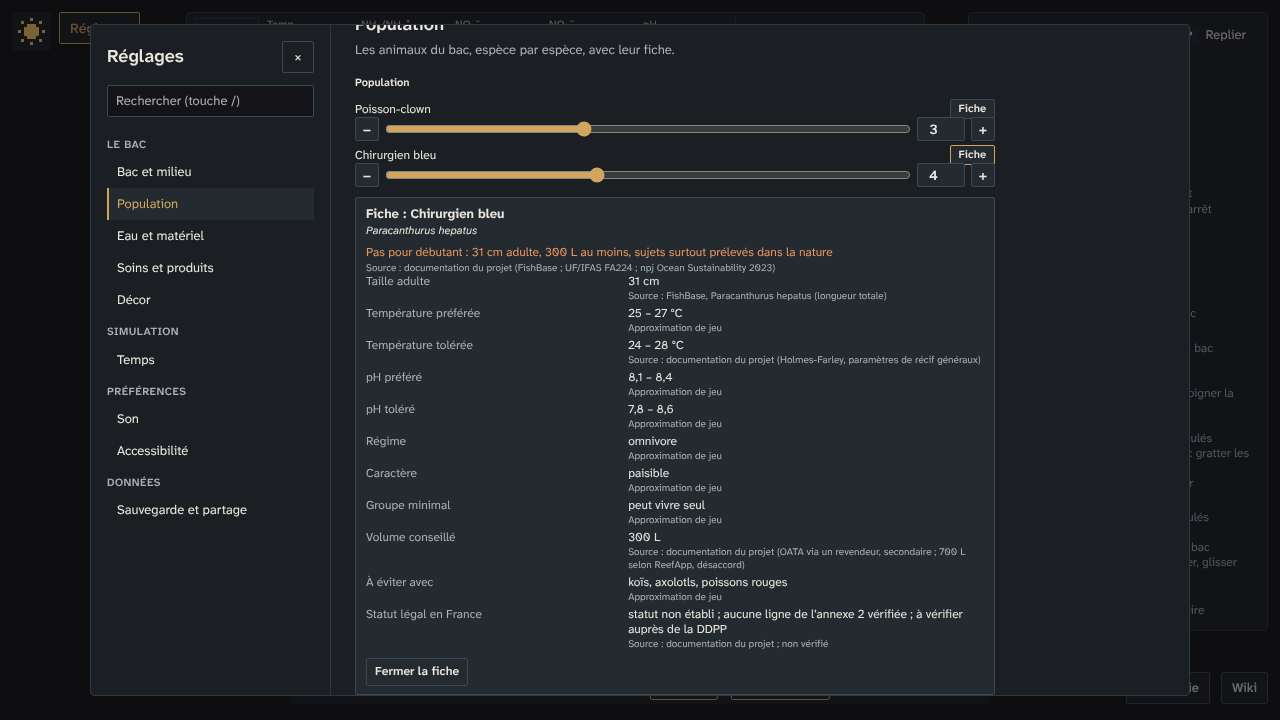 Réglages
×
Rechercher (touche /)
LE BAC
Bac et milieu
Population
Eau et matériel
Soins et produits
Décor
SIMULATION
Temps
PRÉFÉRENCES
Son
Accessibilité
DONNÉES
Sauvegarde et partage
Population
Les animaux du bac, espèce par espèce, avec leur fiche.
Population
Poisson-clown
Fiche
–
3
+
Chirurgien bleu
Fiche
–
4
+
Fiche : Chirurgien bleu
Paracanthurus hepatus
Pas pour débutant : 31 cm adulte, 300 L au moins, sujets surtout prélevés dans la nature
Source : documentation du projet (FishBase ; UF/IFAS FA224 ; npj Ocean Sustainability 2023)
Taille adulte
31 cm
Source : FishBase, Paracanthurus hepatus (longueur totale)
Température préférée
25 – 27 °C
Approximation de jeu
Température tolérée
24 – 28 °C
Source : documentation du projet (Holmes-Farley, paramètres de récif généraux)
pH préféré
8,1 – 8,4
Approximation de jeu
pH toléré
7,8 – 8,6
Approximation de jeu
Régime
omnivore
Approximation de jeu
Caractère
paisible
Approximation de jeu
Groupe minimal
peut vivre seul
Approximation de jeu
Volume conseillé
300 L
Source : documentation du projet (OATA via un revendeur, secondaire ; 700 L
selon ReefApp, désaccord)
À éviter avec
koïs, axolotls, poissons rouges
Approximation de jeu
Statut légal en France
statut non établi ; aucune ligne de l'annexe 2 vérifiée ; à vérifier
auprès de la DDPP
Source : documentation du projet ; non vérifié
Fermer la fiche
Replier
bac
gratter les
bac
glisser
Wiki